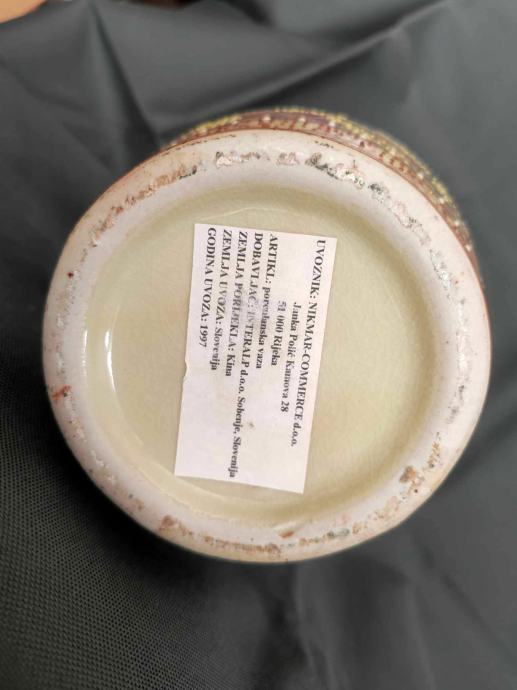 UVOZNIK: NIKMAR-COMMERCE d.o.o.
Janka Polić Kamova 28
51 000 Rijeka
ARTIKL: porculanska vaza
DOBAVLJAČ: INTERALP d.o.o. Sobenje, Slovenija
ZEMLJA PORIJEKLA: Kina
ZEMLJA UVOZA: Slovenija
GODINA UVOZA: 1997